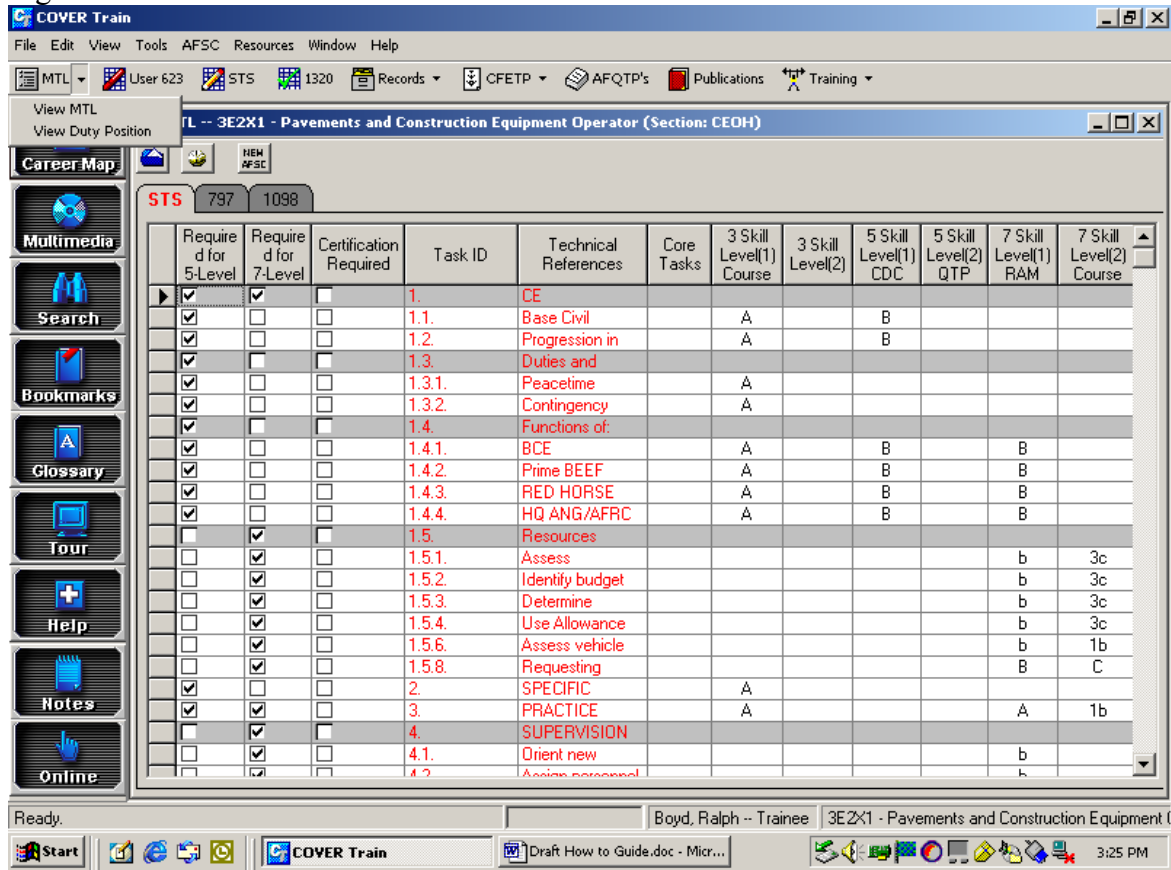 COVER Train
File Edit View Tools AFSC Resources Window Help
MTL User 623 STS 1320 Records CFETP AFQTP's Publications Training
View MTL
View Duty Position
TL -- 3E2X1 - Pavements and Construction Equipment Operator (Section: CEOH)
Career Map
NEW AFSC
STS 797 1098
Multimedia
Search
Bookmarks
Glossary
Tour
Help
Notes
Online
Require d for 5-Level Require d for 7-Level Certification Required Task ID Technical References Core Tasks 3 Skill Level(1) Course 3 Skill Level(2) 5 Skill Level(1) CDC 5 Skill Level(2) QTP 7 Skill Level(1) RAM 7 Skill Level(2) Course
1. CE
1.1. Base Civil A B
1.2. Progression in A B
1.3. Duties and
1.3.1. Peacetime A
1.3.2. Contingency A
1.4. Functions of:
1.4.1. BCE A B B
1.4.2. Prime BEEF A B B
1.4.3. RED HORSE A B B
1.4.4. HQ ANG/AFRC A B B
1.5. Resources
1.5.1. Assess b 3c
1.5.2. Identify budget b 3c
1.5.3. Determine b 3c
1.5.4. Use Allowance b 3c
1.5.6. Assess vehicle b 1b
1.5.8. Requesting B C
2. SPECIFIC A
3. PRACTICE A A 1b
4. SUPERVISION
4.1. Orient new b
4.2. Assign personnel b
Ready. Boyd, Ralph -- Trainee 3E2X1 - Pavements and Construction Equipment
Start COVER Train Draft How to Guide.doc - Micr... 3:25 PM